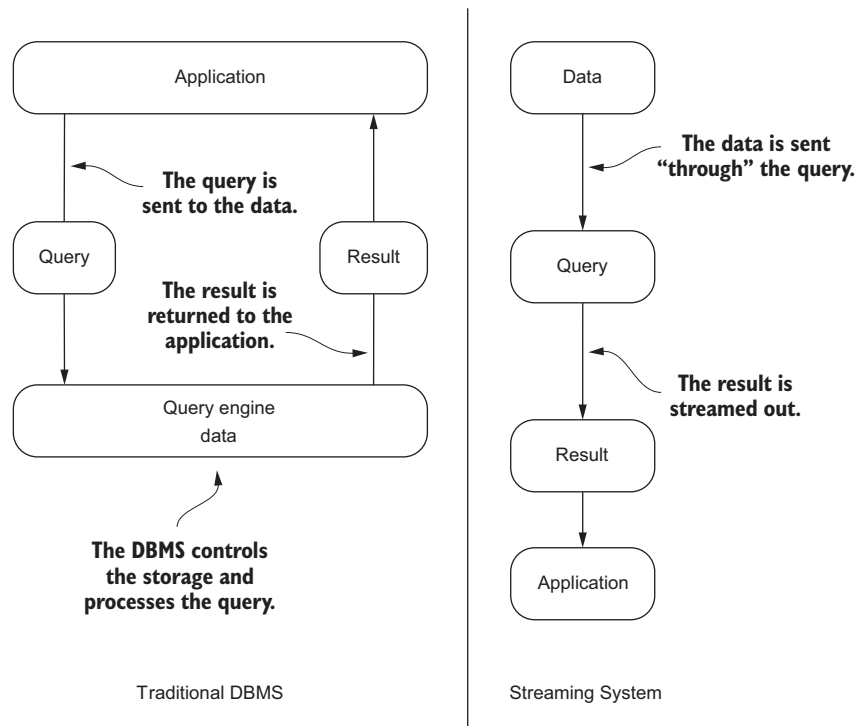 Application
The query is
sent to the data.
Query
Result
The result is
returned to the
application.
Query engine
data
The DBMS controls
the storage and
processes the query.
Traditional DBMS
Data
The data is sent
“through” the query.
Query
The result is
streamed out.
Result
Application
Streaming System